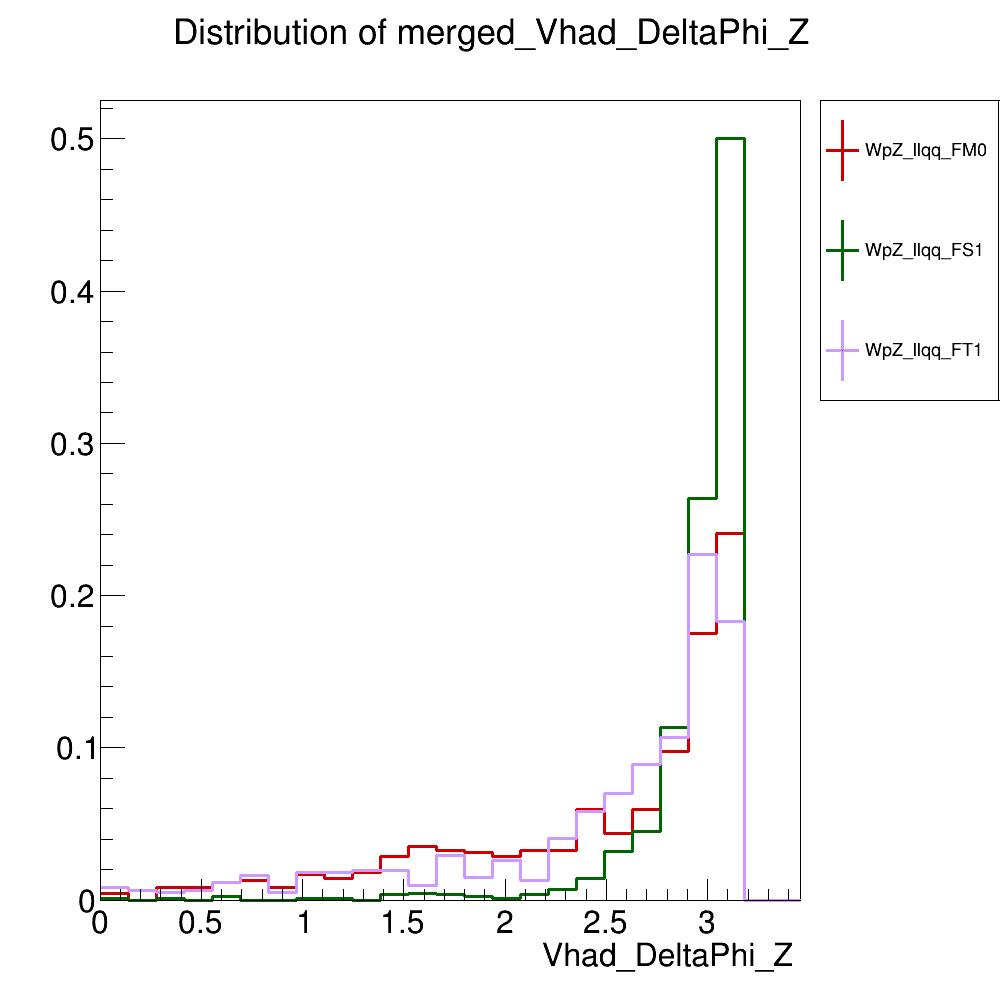 Distribution of merged_Vhad_DeltaPhi_Z
0.5
0.4
0.3
0.2
0.1
0
0 0.5 1 1.5 2 2.5 3
Vhad_DeltaPhi_Z
WpZ_llqq_FM0
WpZ_llqq_FS1
WpZ_llqq_FT1